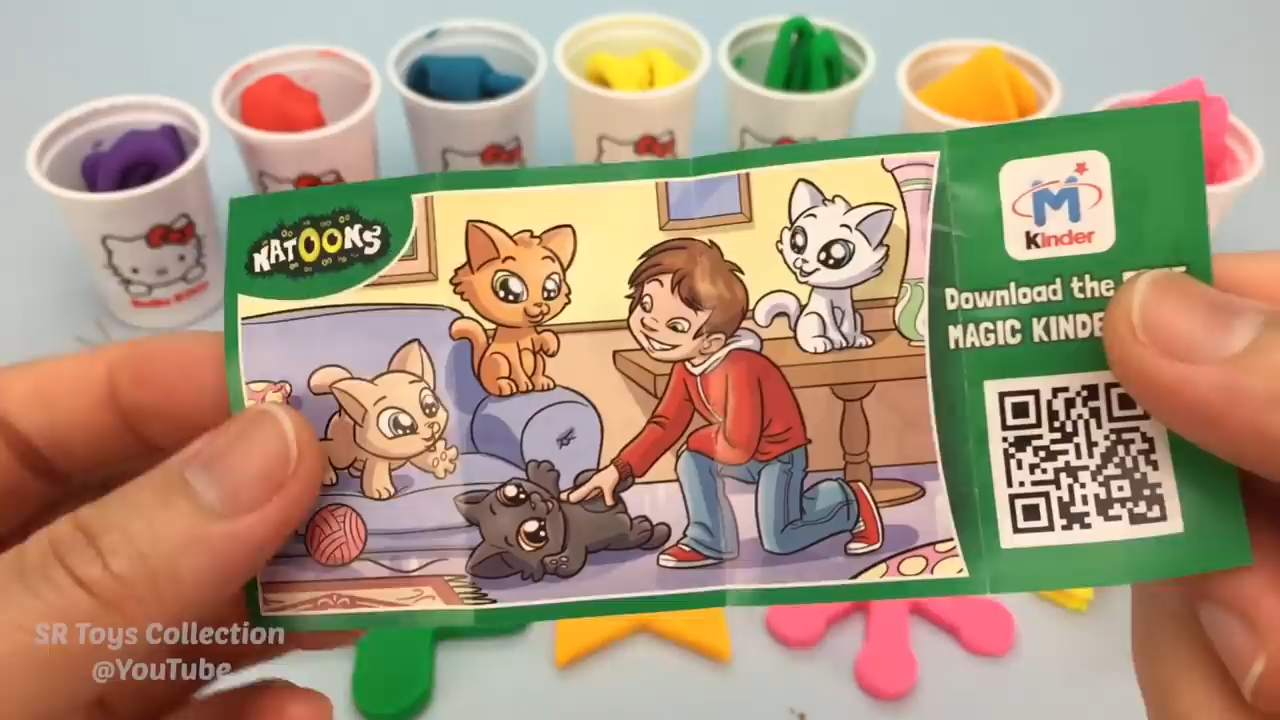 NATOONS
Kinder
Download the
MAGIC KINDE
SR Toys Collection
@YouTube